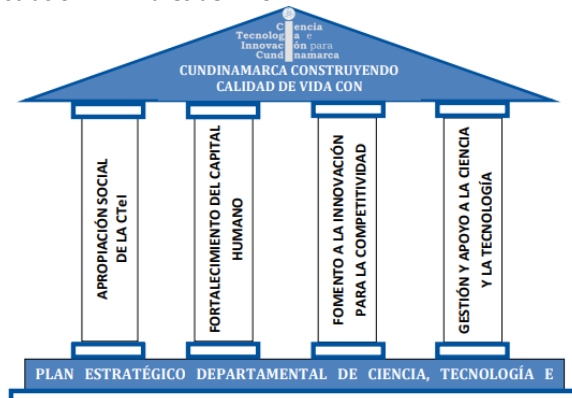 Ciencia
Tecnología e
Innovación para
Cundinamarca
CUNDINAMARCA CONSTRUYENDO
CALIDAD DE VIDA CON
APROPIACIÓN SOCIAL
DE LA CTeI
FORTALECIMIENTO DEL CAPITAL
HUMANO
FOMENTO A LA INNOVACIÓN
PARA LA COMPETITIVIDAD
GESTIÓN Y APOYO A LA CIENCIA
Y LA TECNOLOGÍA
PLAN ESTRATÉGICO DEPARTAMENTAL DE CIENCIA, TECNOLOGÍA E